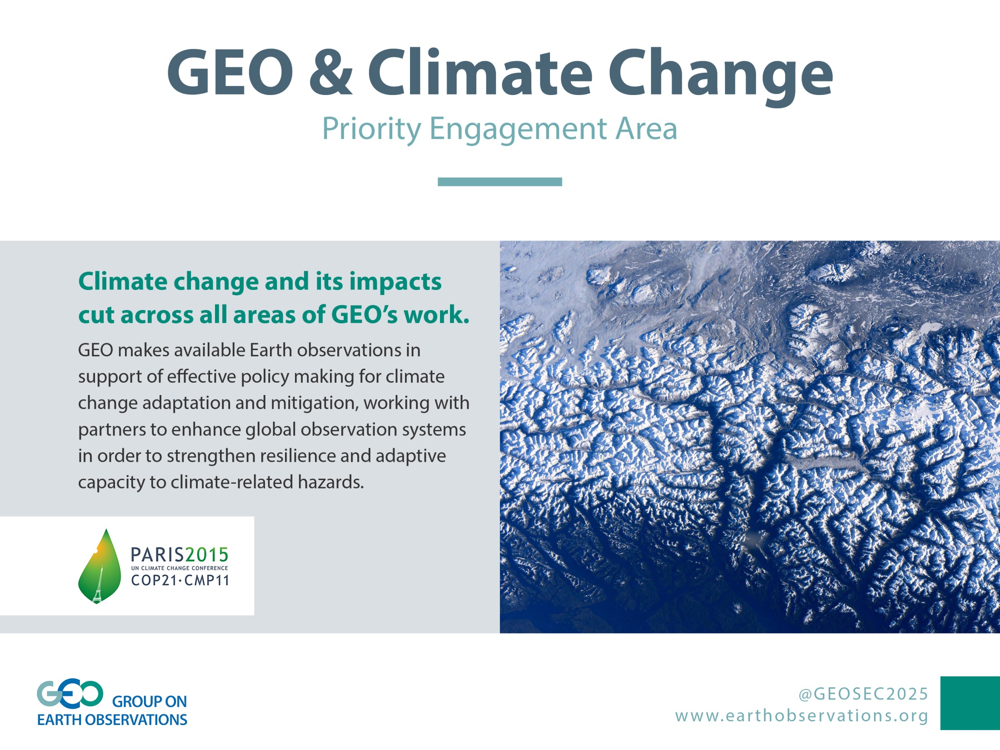 GEO & Climate Change
Priority Engagement Area
Climate change and its impacts
cut across all areas of GEO’s work.
GEO makes available Earth observations in
support of effective policy making for climate
change adaptation and mitigation, working with
partners to enhance global observation systems
in order to strengthen resilience and adaptive
capacity to climate-related hazards.
PARIS2015
UN CLIMATE CHANGE CONFERENCE
COP21·CMP11
GEO GROUP ON
EARTH OBSERVATIONS
@GEOSEC2025
www.earthobservations.org